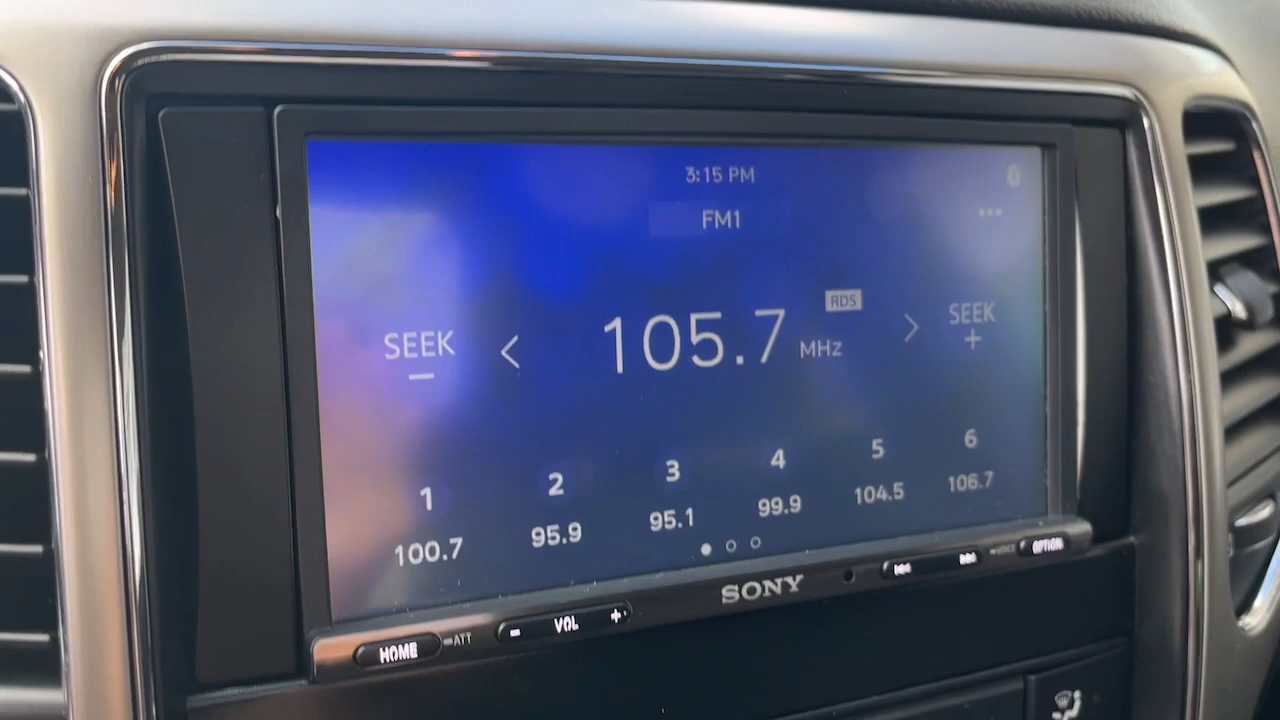 3:15 PM
FM1
RDS
SEEK
−
<
105.7 MHz
>
SEEK
+
1 2 3 4 5 6
100.7 95.9 95.1 99.9 104.5 106.7
SONY
HOME
ATT
- VOL +
VOICE
OPTION